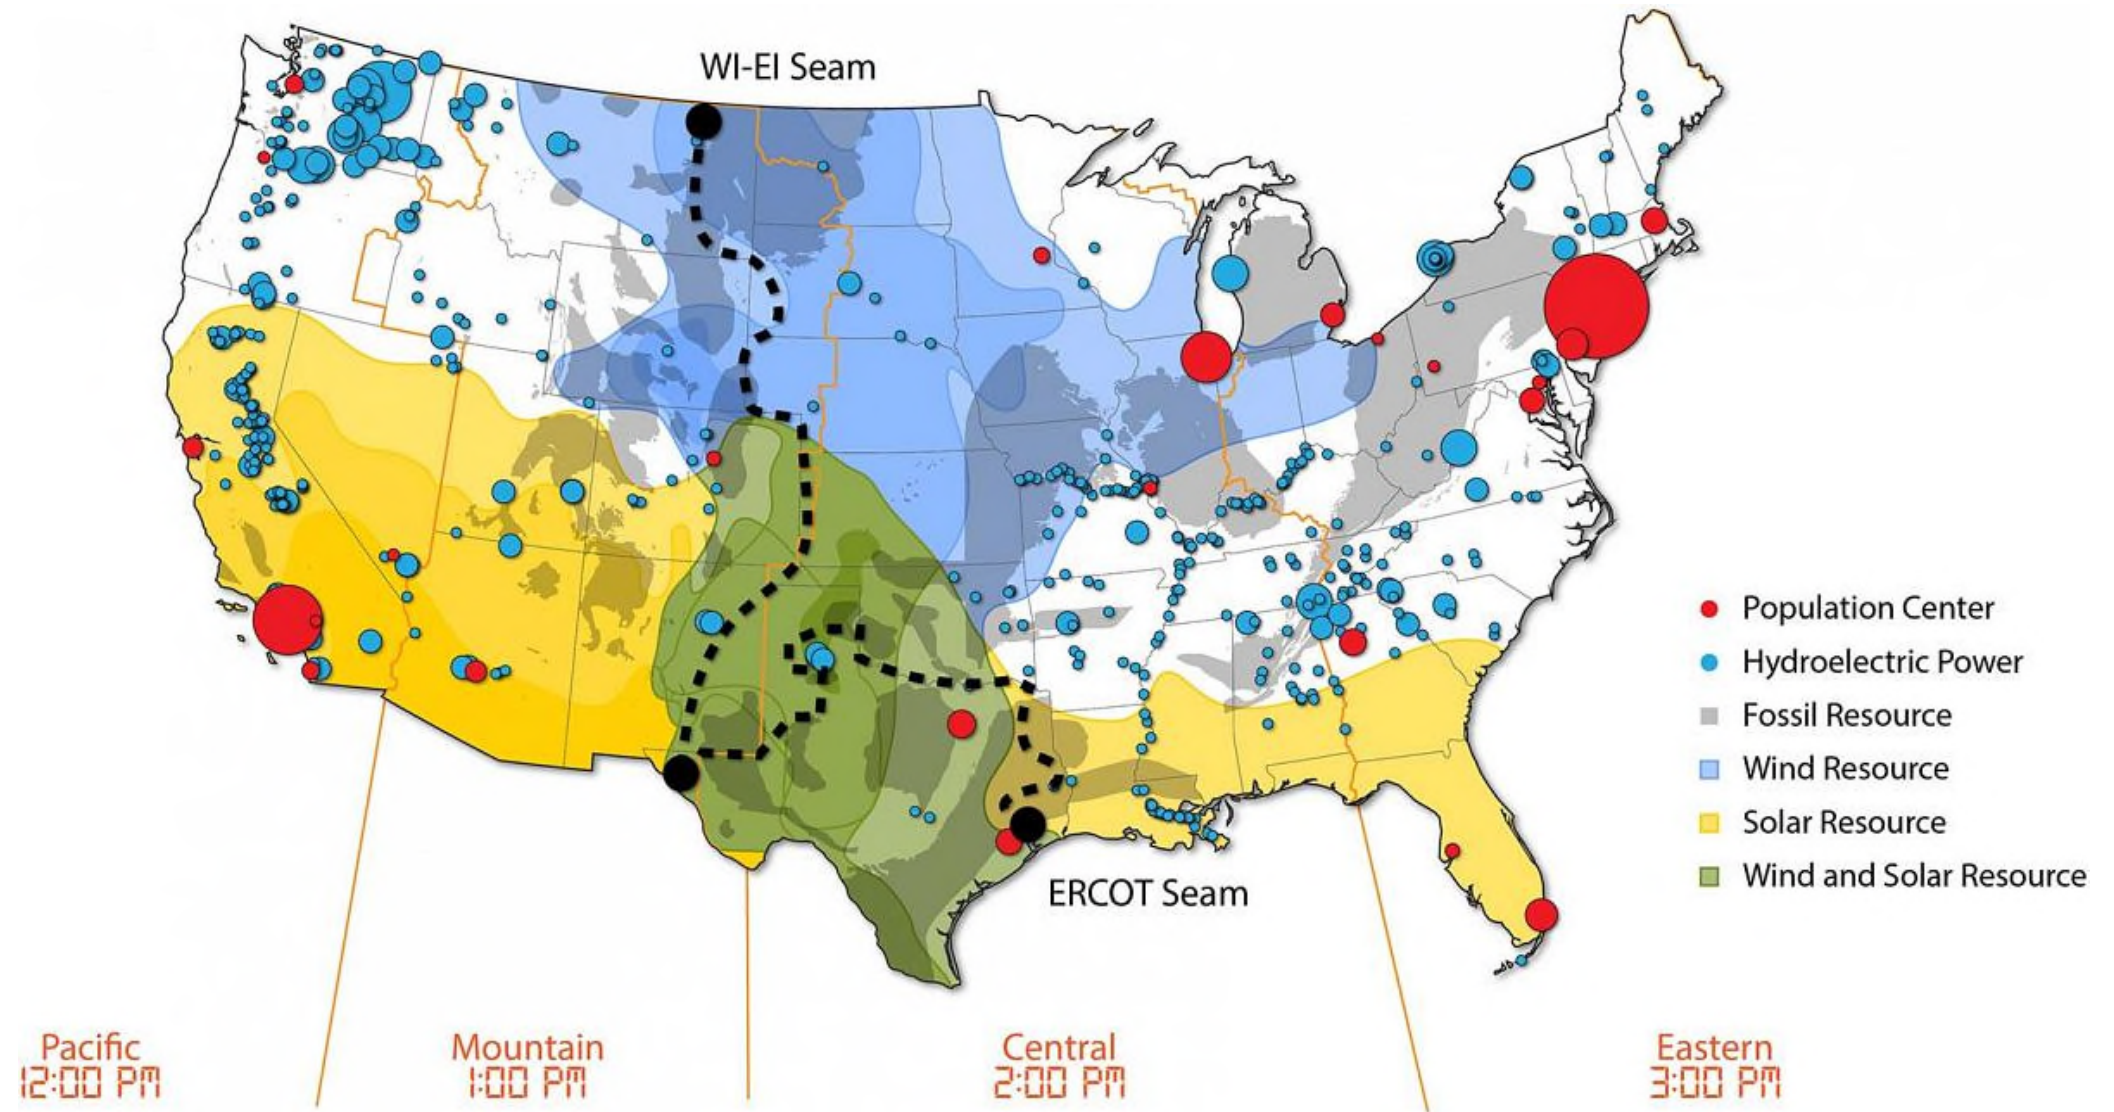 WI-EI Seam
Population Center
Hydroelectric Power
Fossil Resource
Wind Resource
Solar Resource
Wind and Solar Resource
ERCOT Seam
Pacific
12:00 PM
Mountain
1:00 PM
Central
2:00 PM
Eastern
3:00 PM